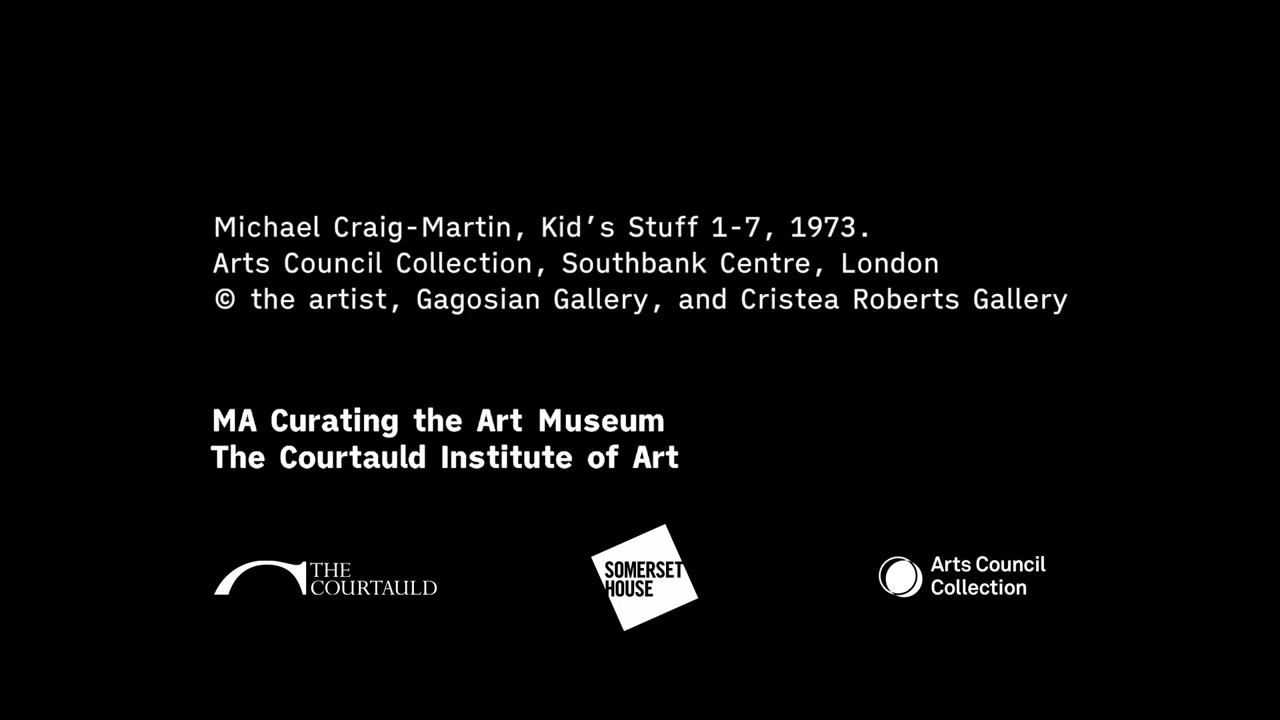 Michael Craig-Martin, Kid’s Stuff 1-7, 1973.
Arts Council Collection, Southbank Centre, London
© the artist, Gagosian Gallery, and Cristea Roberts Gallery
MA Curating the Art Museum
The Courtauld Institute of Art
THE
COURTAULD
SOMERSET
HOUSE
Arts Council
Collection